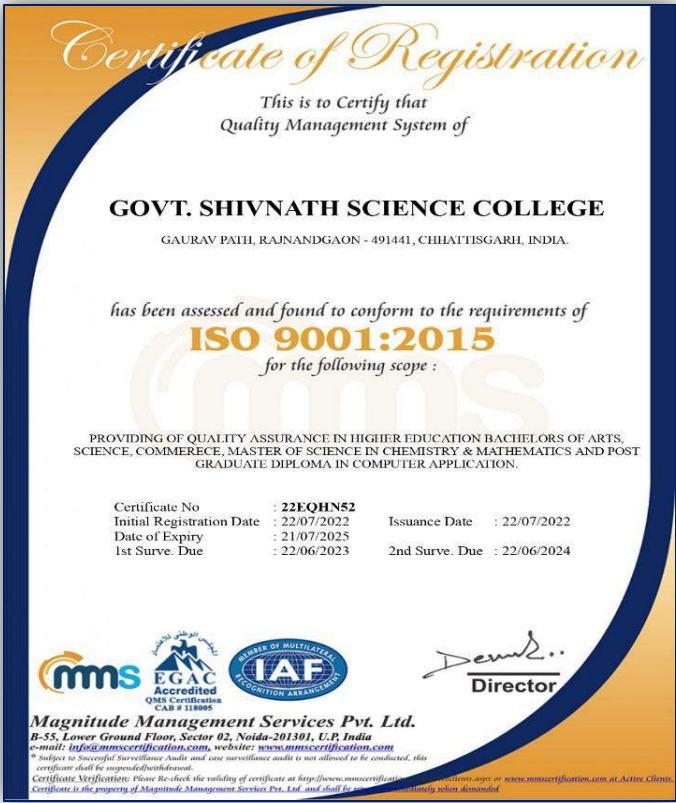 Certificate of Registration
This is to Certify that
Quality Management System of
GOVT. SHIVNATH SCIENCE COLLEGE
GAURAV PATH, RAJNANDGAON - 491441, CHHATTISGARH, INDIA.
has been assessed and found to conform to the requirements of
ISO 9001:2015
for the following scope :
mms
PROVIDING OF QUALITY ASSURANCE IN HIGHER EDUCATION BACHELORS OF ARTS,
SCIENCE, COMMERECE, MASTER OF SCIENCE IN CHEMISTRY & MATHEMATICS AND POST
GRADUATE DIPLOMA IN COMPUTER APPLICATION.
Certificate No : 22EQHN52
Initial Registration Date : 22/07/2022 Issuance Date : 22/07/2022
Date of Expiry : 21/07/2025
1st Surve. Due : 22/06/2023 2nd Surve. Due : 22/06/2024
mms
EGAC
Accredited
QMS Certification
CAB # 118005
MEMBER OF MULTILATERAL
IAF
RECOGNITION ARRANGEMENT
Director
Magnitude Management Services Pvt. Ltd.
B-55, Lower Ground Floor, Sector 02, Noida-201301, U.P, India
e-mail: info@mmscertification.com, website: www.mmscertification.com
* Subject to Successful Surveillance Audit and case surveillance audit is not allowed to be conducted, this
certificate shall be suspended/withdrawal.
Certificate Verification: Please Re-check the validity of certificate at http://www.mmscertific or www.mmscertification.com at Active Clients.
Certificate is the property of Magnitude Management Services Pvt. Ltd and shall be when demanded